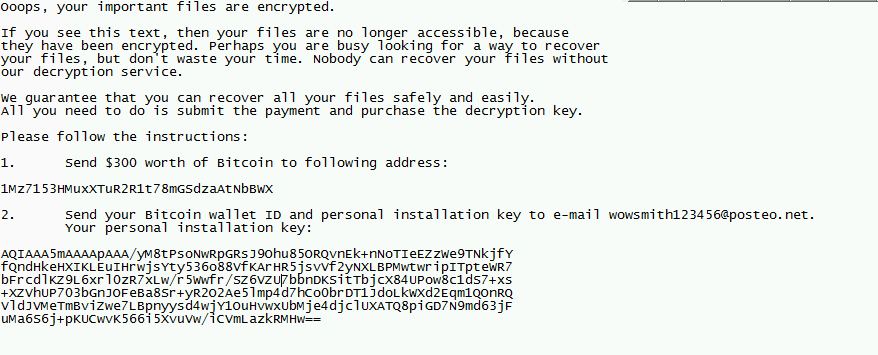 Ooops, your important files are encrypted.
If you see this text, then your files are no longer accessible, because
they have been encrypted. Perhaps you are busy looking for a way to recover
your files, but don't waste your time. Nobody can recover your files without
our decryption service.
We guarantee that you can recover all your files safely and easily.
All you need to do is submit the payment and purchase the decryption key.
Please follow the instructions:
1. Send $300 worth of Bitcoin to following address:
1Mz7153HMuxXTuR2R1t78mGSdzaAtNbBWX
2. Send your Bitcoin wallet ID and personal installation key to e-mail wowsmith123456@posteo.net.
Your personal installation key:
AQIAAA5mAAAApAAA/yM8tPsoNwRpGRsJ9Ohu85ORQvnEk+nNoTIeEZzWe9TNkjfY
fQndHkeHXIKLEuIHrwjsYty536o88VfKArHR5jsvVf2yNXLBPMwtwripITpteWR7
bFrcdlKZ9L6xrlOzR7xLw/r5Wwfr/SZ6VZU7bbnDKSitTbjcX84UPow8c1dS7+xs
+XZVhUP703bGnJOFeBa8Sr+yR2O2Ae5lmp4d7hCoObrDT1JdoLkWXd2Eqm1QOnRQ
VldJVMeTmBviZwe7LBpnyysd4wjY1OuHvwxUbMje4djclUXATQ8piGD7N9md63jF
uMa6S6j+pKUCwvK566i5XvuVw/iCVmLazkRMHw==